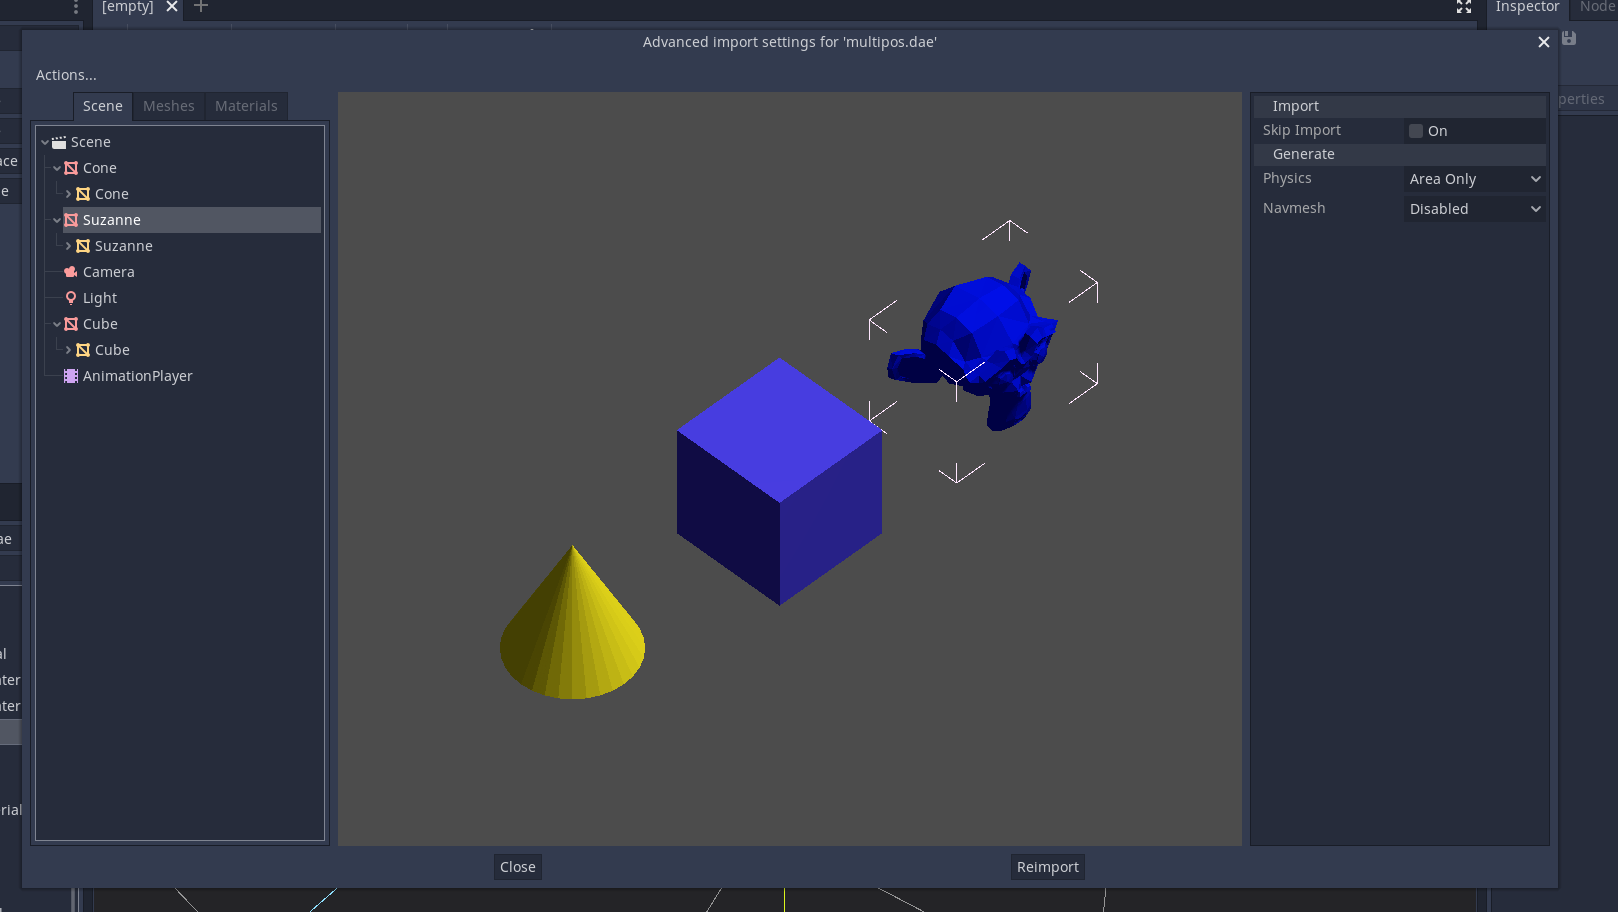 [empty]
Inspector
Node
Advanced import settings for 'multipos.dae'
Actions...
Scene
Meshes
Materials
Scene
Cone
Cone
Suzanne
Suzanne
Camera
Light
Cube
Cube
AnimationPlayer
Import
Skip Import
On
Generate
Physics
Area Only
Navmesh
Disabled
perties
ace
e
ae
al
ater
ater
rial
Close
Reimport